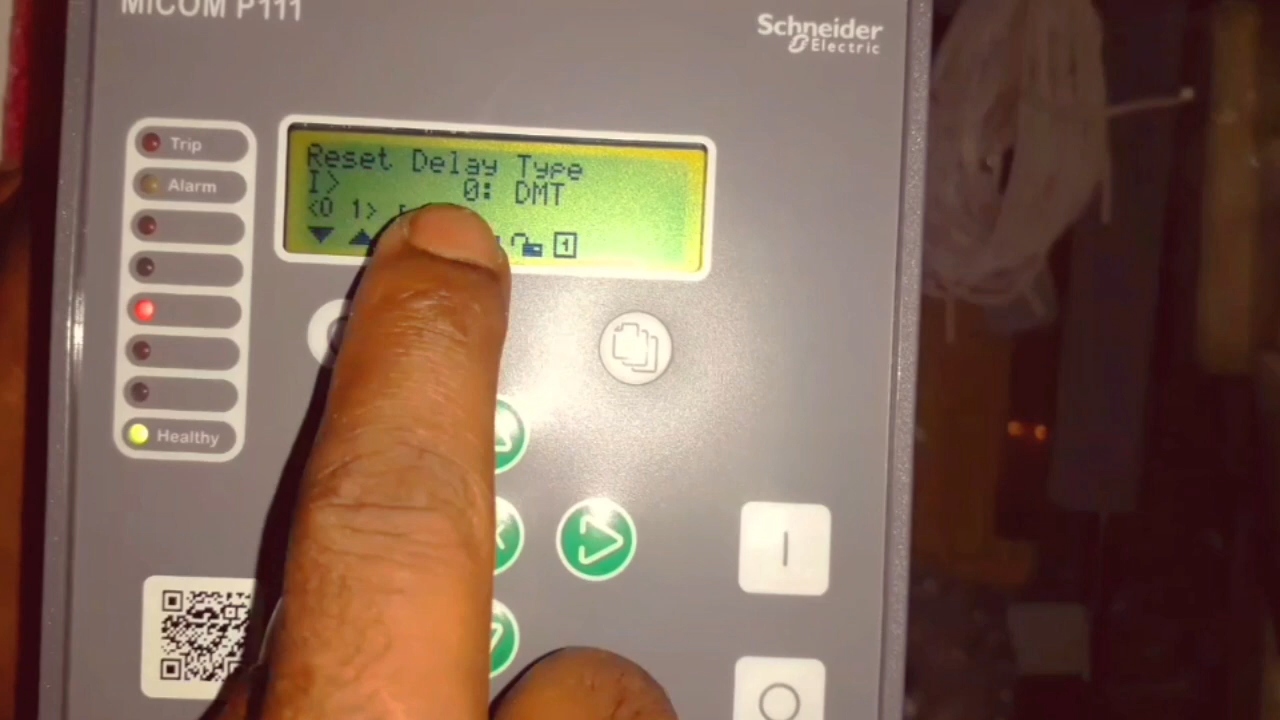 MiCOM P111
Schneider
Electric
Trip
Alarm
Healthy
Reset Delay Type
I> 0: DMT
<0 1>
1